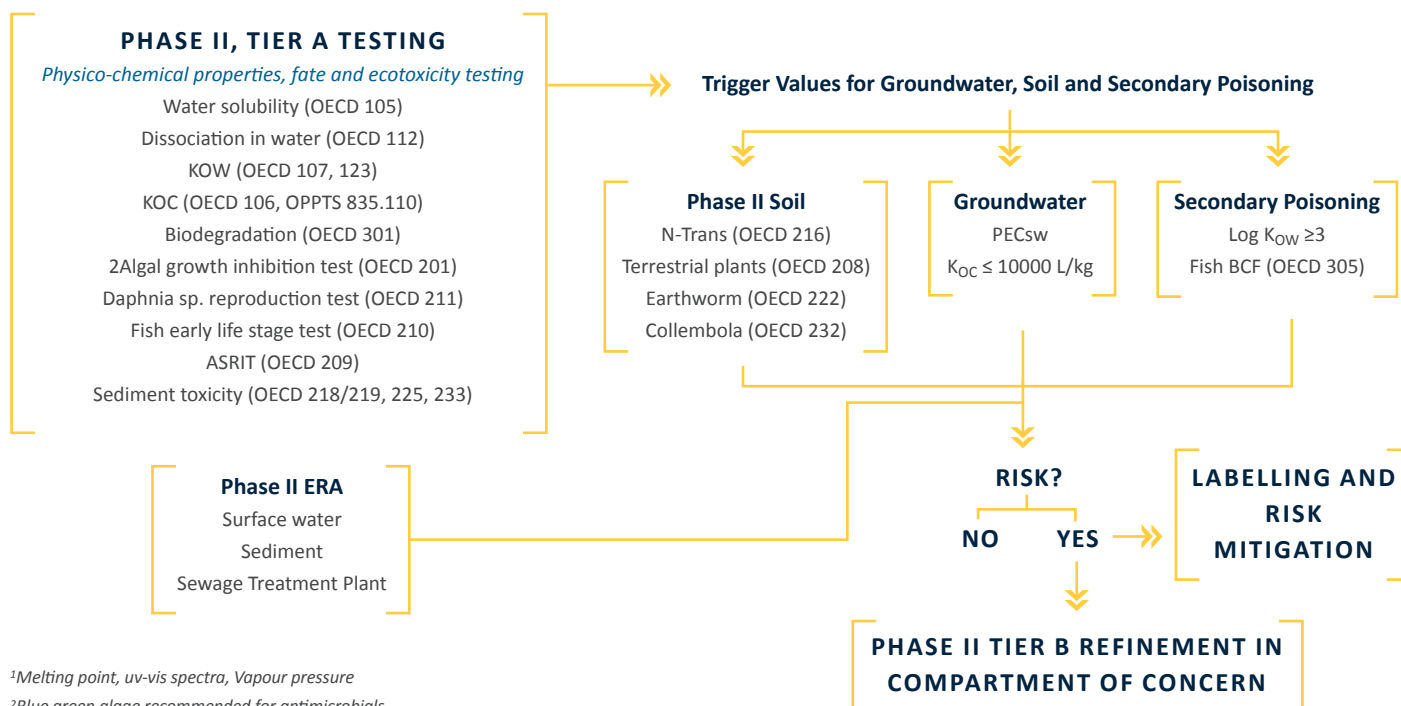 PHASE II, TIER A TESTING
Physico-chemical properties, fate and ecotoxicity testing
Water solubility (OECD 105)
Dissociation in water (OECD 112)
KOW (OECD 107, 123)
KOC (OECD 106, OPPTS 835.110)
Biodegradation (OECD 301)
2Algal growth inhibition test (OECD 201)
Daphnia sp. reproduction test (OECD 211)
Fish early life stage test (OECD 210)
ASRIT (OECD 209)
Sediment toxicity (OECD 218/219, 225, 233)
Trigger Values for Groundwater, Soil and Secondary Poisoning
Phase II Soil
N-Trans (OECD 216)
Terrestrial plants (OECD 208)
Earthworm (OECD 222)
Collembola (OECD 232)
Groundwater
PECsw
KOC ≤ 10000 L/kg
Secondary Poisoning
Log KOW ≥3
Fish BCF (OECD 305)
Phase II ERA
Surface water
Sediment
Sewage Treatment Plant
RISK?
NO YES
LABELLING AND
RISK
MITIGATION
PHASE II TIER B REFINEMENT IN
COMPARTMENT OF CONCERN
¹Melting point, uv-vis spectra, Vapour pressure
²Blue green algae recommended for antimicrobials